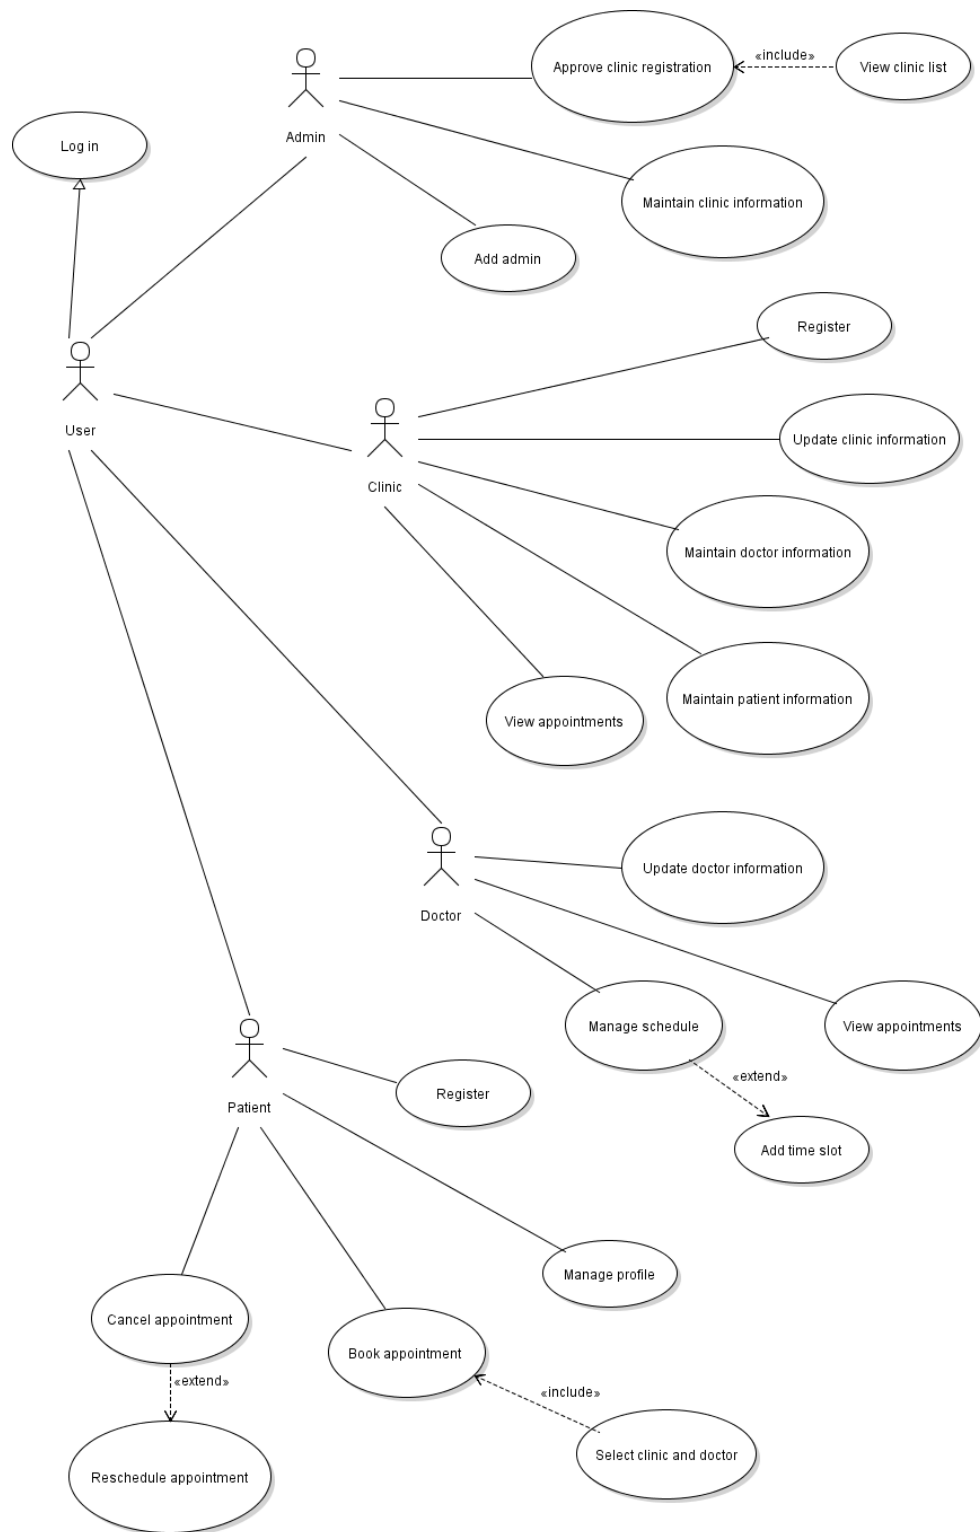 «include»
Approve clinic registration
View clinic list
Admin
Log in
Maintain clinic information
Add admin
Register
User
Update clinic information
Clinic
Maintain doctor information
Maintain patient information
View appointments
Update doctor information
Doctor
View appointments
Manage schedule
«extend»
Register
Patient
Add time slot
Manage profile
Cancel appointment
Book appointment
«extend»
«include»
Select clinic and doctor
Reschedule appointment